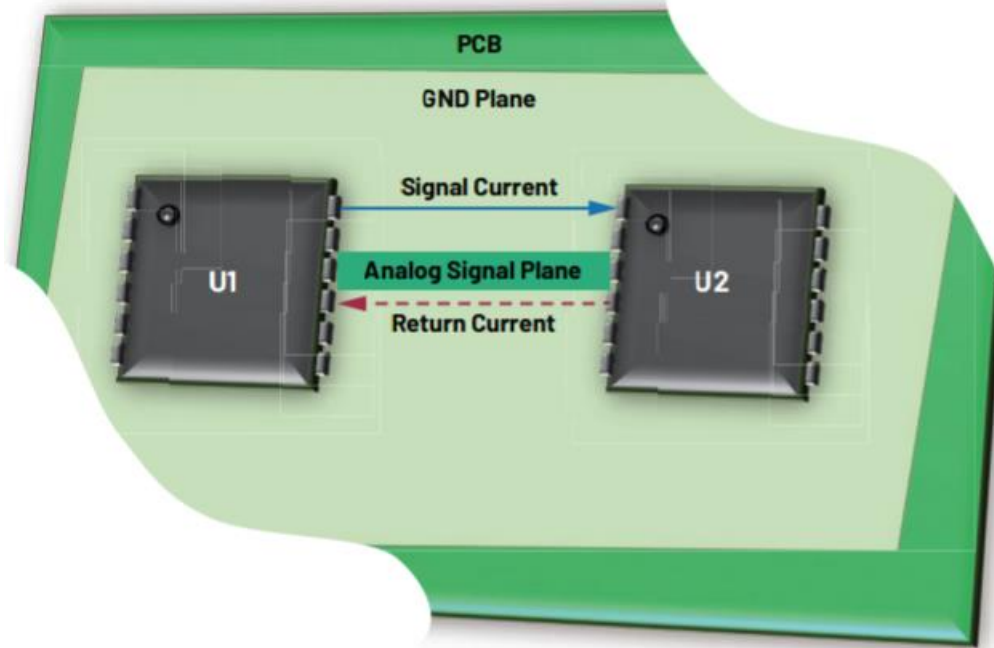 PCB
GND Plane
Signal Current
U1
Analog Signal Plane
U2
Return Current